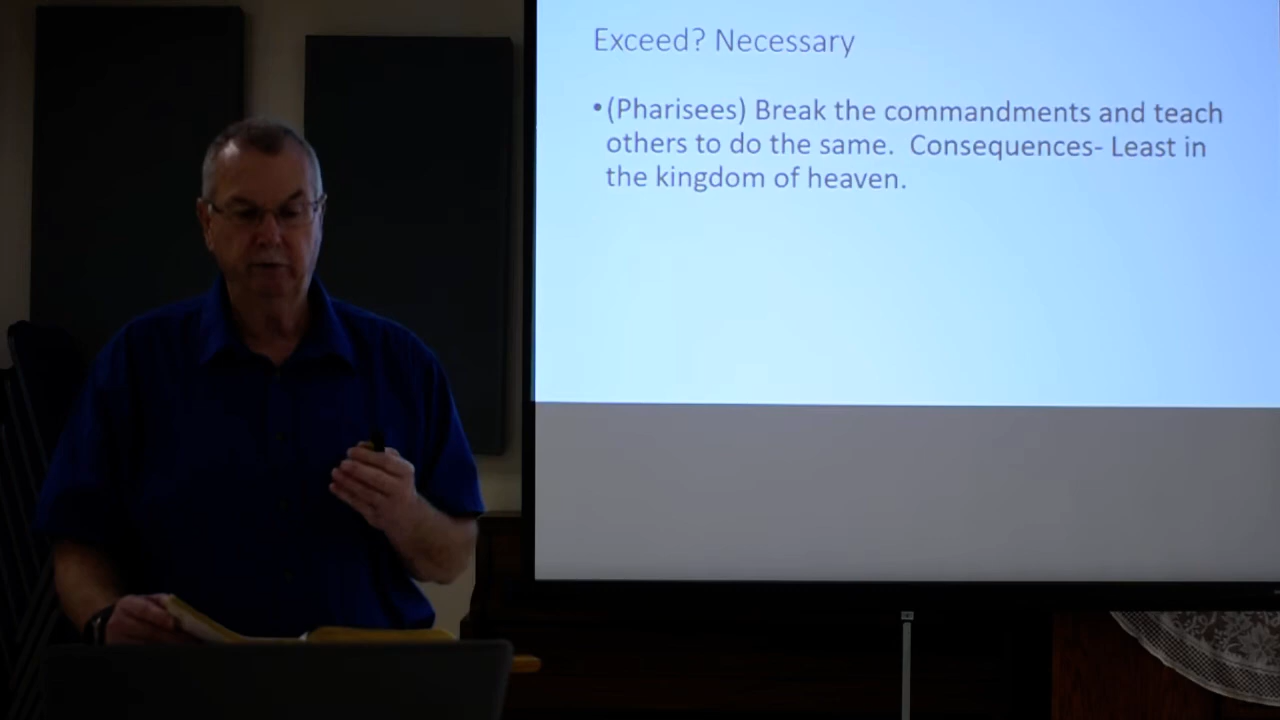 Exceed? Necessary
•(Pharisees) Break the commandments and teach
others to do the same.  Consequences- Least in
the kingdom of heaven.